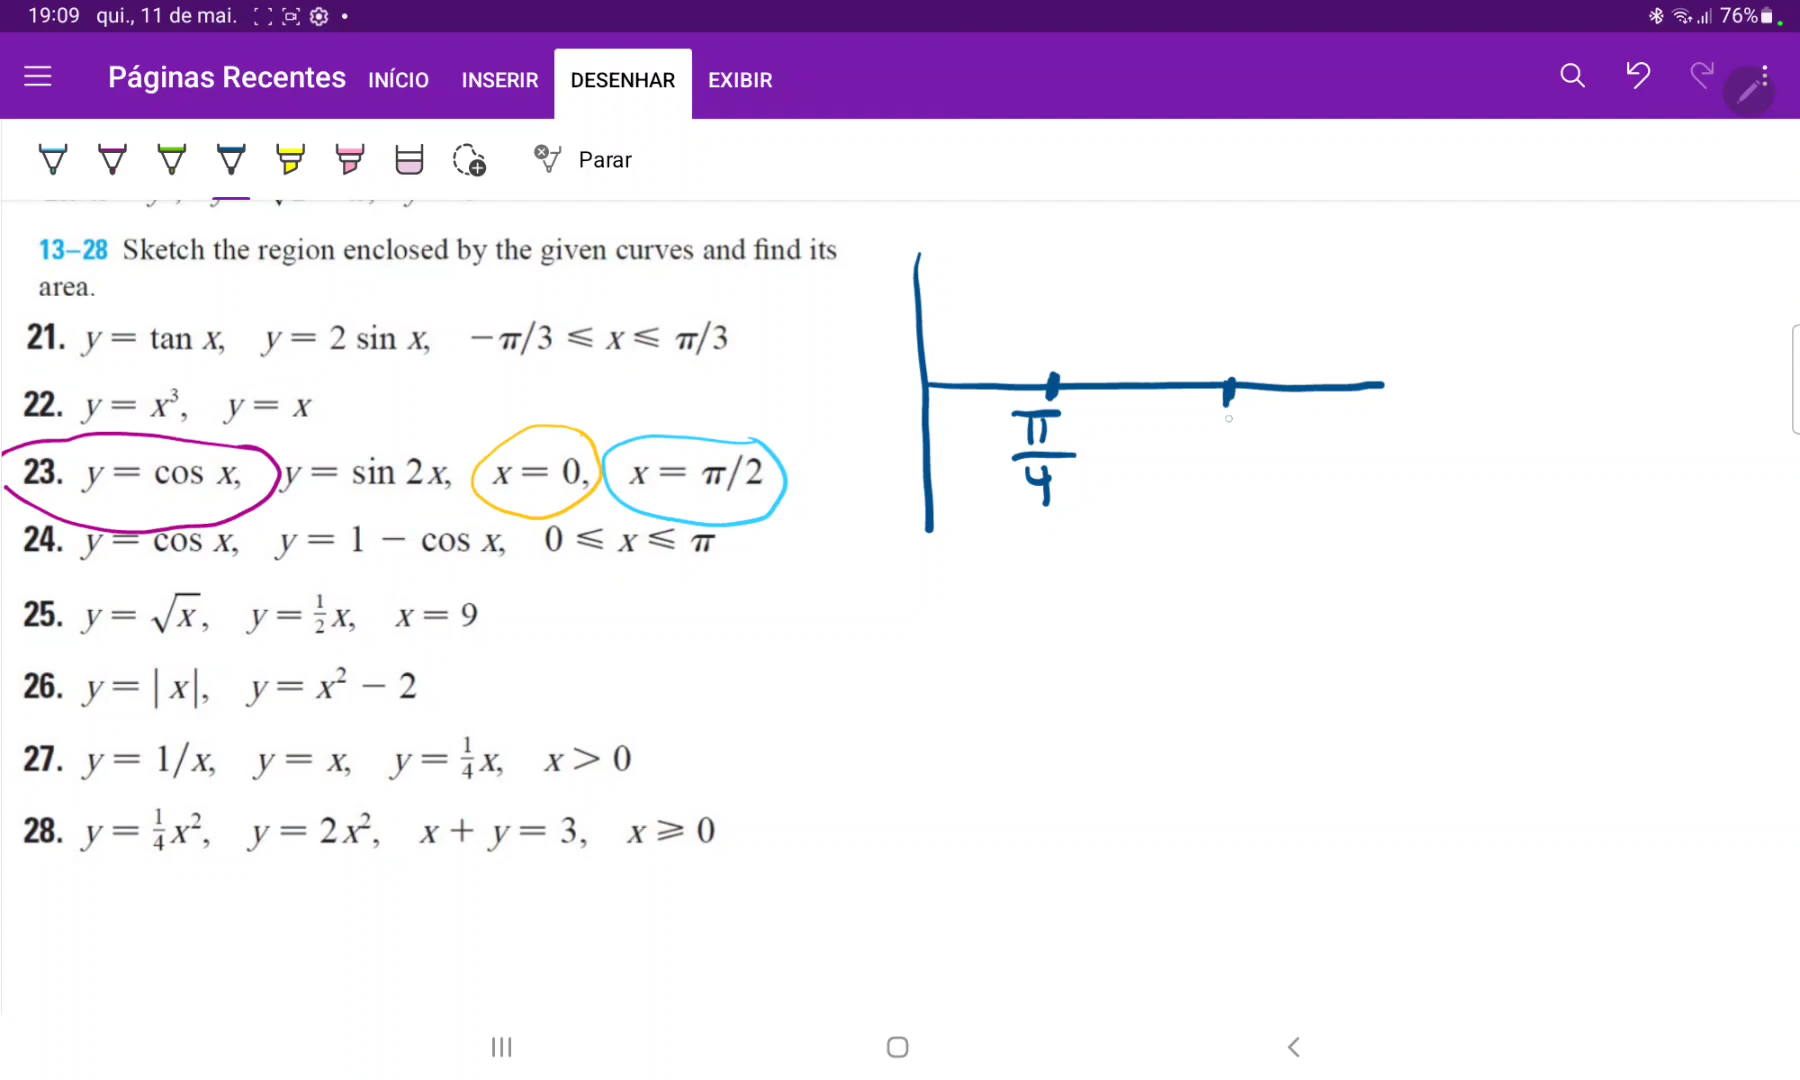 19:09 qui., 11 de mai. 76%
Páginas Recentes INÍCIO INSERIR DESENHAR EXIBIR
Parar
13–28 Sketch the region enclosed by the given curves and find its
area.
21. y = tan x, y = 2 sin x, −π/3 ⩽ x ⩽ π/3
22. y = x³, y = x
23. y = cos x, y = sin 2x, x = 0, x = π/2
24. y = cos x, y = 1 − cos x, 0 ⩽ x ⩽ π
25. y = √x, y = ½x, x = 9
26. y = |x|, y = x² − 2
27. y = 1/x, y = x, y = ¼x, x > 0
28. y = ¼x², y = 2x², x + y = 3, x ⩾ 0
π
4